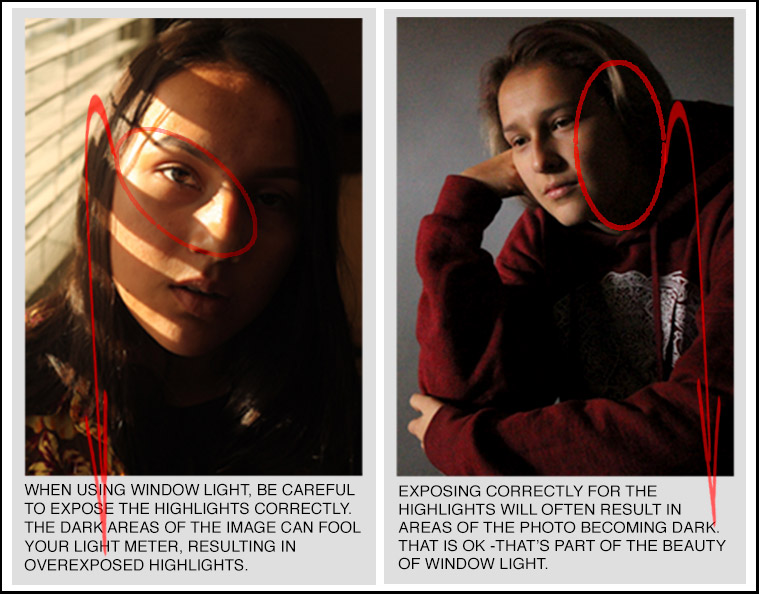 WHEN USING WINDOW LIGHT, BE CAREFUL
TO EXPOSE THE HIGHLIGHTS CORRECTLY.
THE DARK AREAS OF THE IMAGE CAN FOOL
YOUR LIGHT METER, RESULTING IN
OVEREXPOSED HIGHLIGHTS.
EXPOSING CORRECTLY FOR THE
HIGHLIGHTS WILL OFTEN RESULT IN
AREAS OF THE PHOTO BECOMING DARK.
THAT IS OK -THAT'S PART OF THE BEAUTY
OF WINDOW LIGHT.